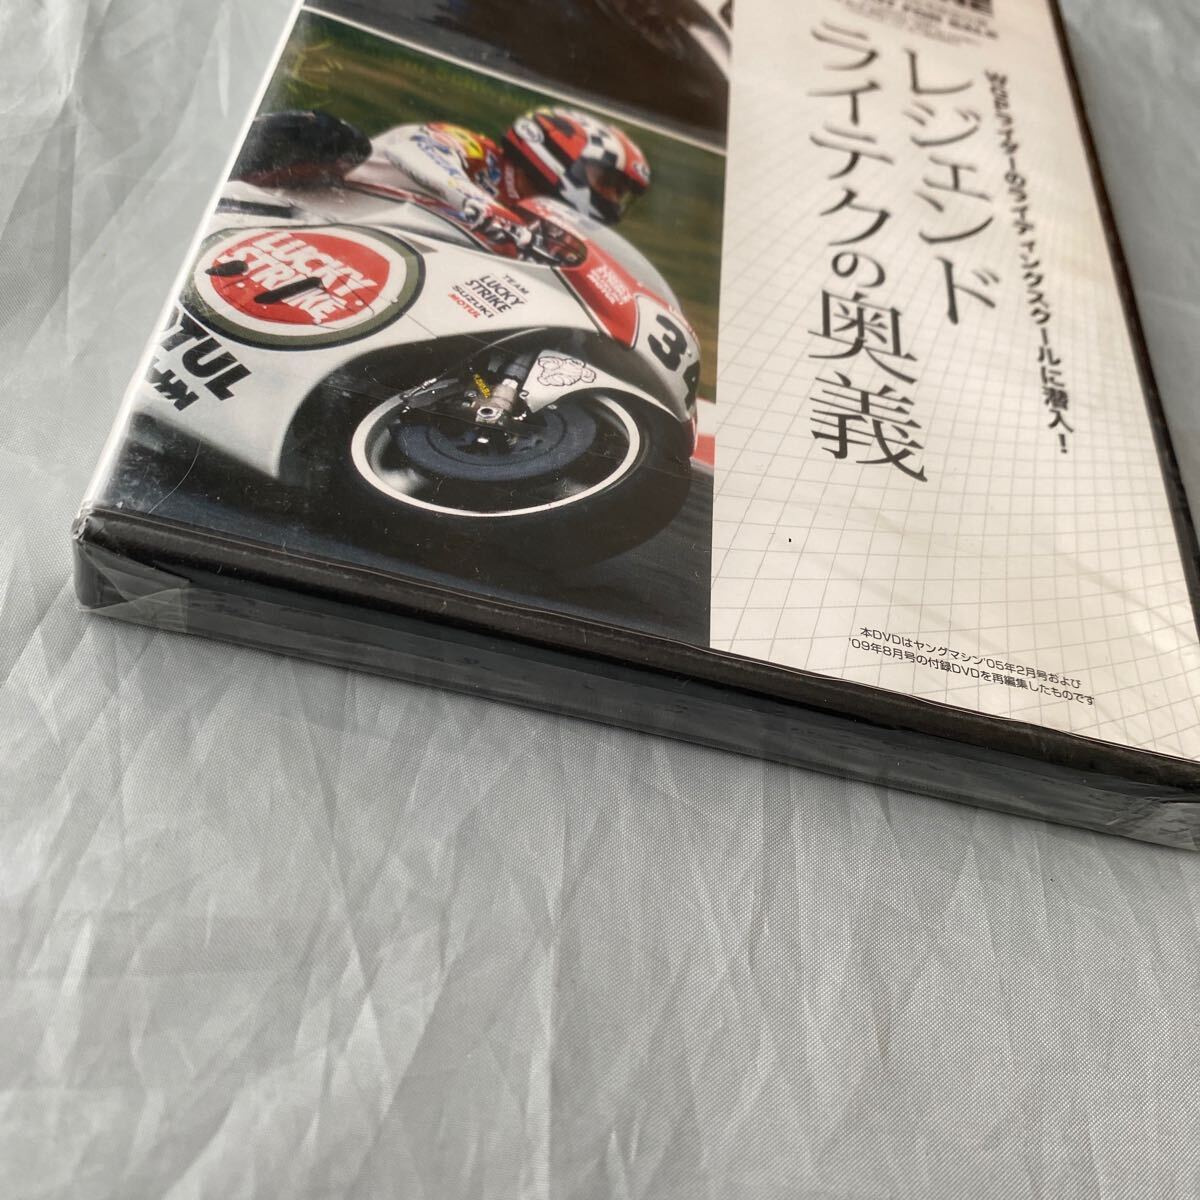 レジェンド
ライテクの奥義
WGPライダーのライディングスクールに潜入!
LUCKY
STRIKE
TEAM
LUCKY
STRIKE
SUZUKI
MOTUL
34
本DVDはヤングマシン'05年2月号および
'09年8月号の付録DVDを再編集したものです